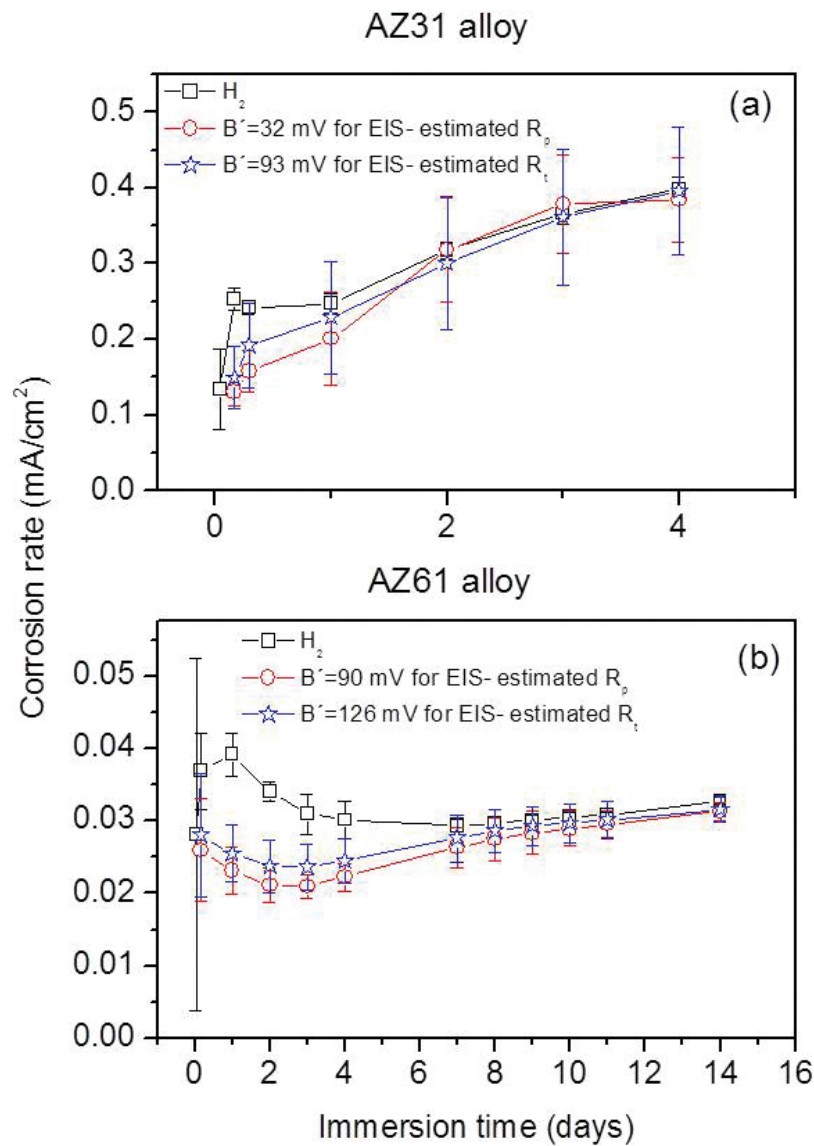 AZ31 alloy
(a)
H₂
B´=32 mV for EIS- estimated Rₚ
B´=93 mV for EIS- estimated Rₜ
0.5
0.4
0.3
0.2
0.1
0.0
0 2 4
AZ61 alloy
(b)
H₂
B´=90 mV for EIS- estimated Rₚ
B´=126 mV for EIS- estimated Rₜ
0.05
0.04
0.03
0.02
0.01
0.00
0 2 4 6 8 10 12 14 16
Corrosion rate (mA/cm²)
Immersion time (days)